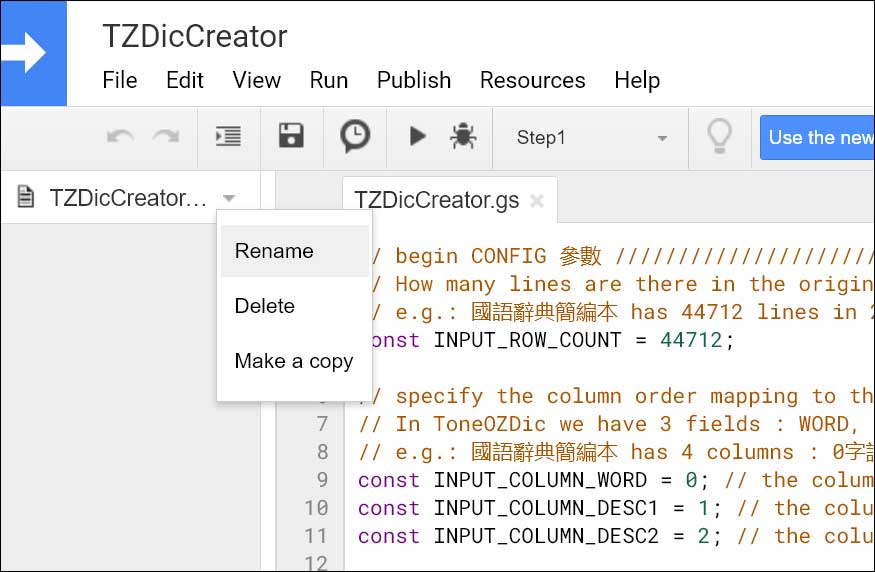 TZDicCreator
File Edit View Run Publish Resources Help
Step1 Use the new
TZDicCreator...
TZDicCreator.gs
Rename
Delete
Make a copy
/ begin CONFIG 參數 /////////////////////
/ How many lines are there in the origin
/ e.g.: 國語辭典簡編本 has 44712 lines in 2
onst INPUT_ROW_COUNT = 44712;
// specify the column order mapping to th
7 // In ToneOZDic we have 3 fields : WORD,
8 // e.g.: 國語辭典簡編本 has 4 columns : 0字
9 const INPUT_COLUMN_WORD = 0; // the colum
10 const INPUT_COLUMN_DESC1 = 1; // the colu
11 const INPUT_COLUMN_DESC2 = 2; // the colu
12